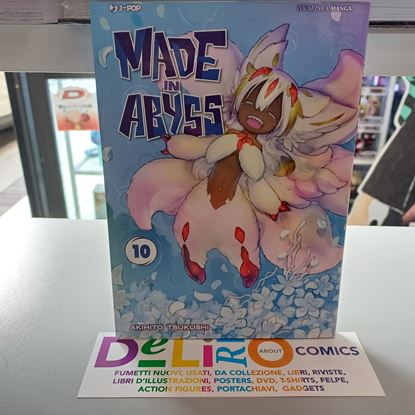 J-POP
MADE
IN
ABYSS
10
AKIHITO TSUKUSHI
DeLiRi
ABOUT
COMICS
FUMETTI NUOVI, USATI, DA COLLEZIONE, LIBRI, RIVISTE,
LIBRI D'ILLUSTRAZIONI, POSTERS, DVD, T-SHIRTS, FELPE,
ACTION FIGURES, PORTACHIAVI, GADGETS